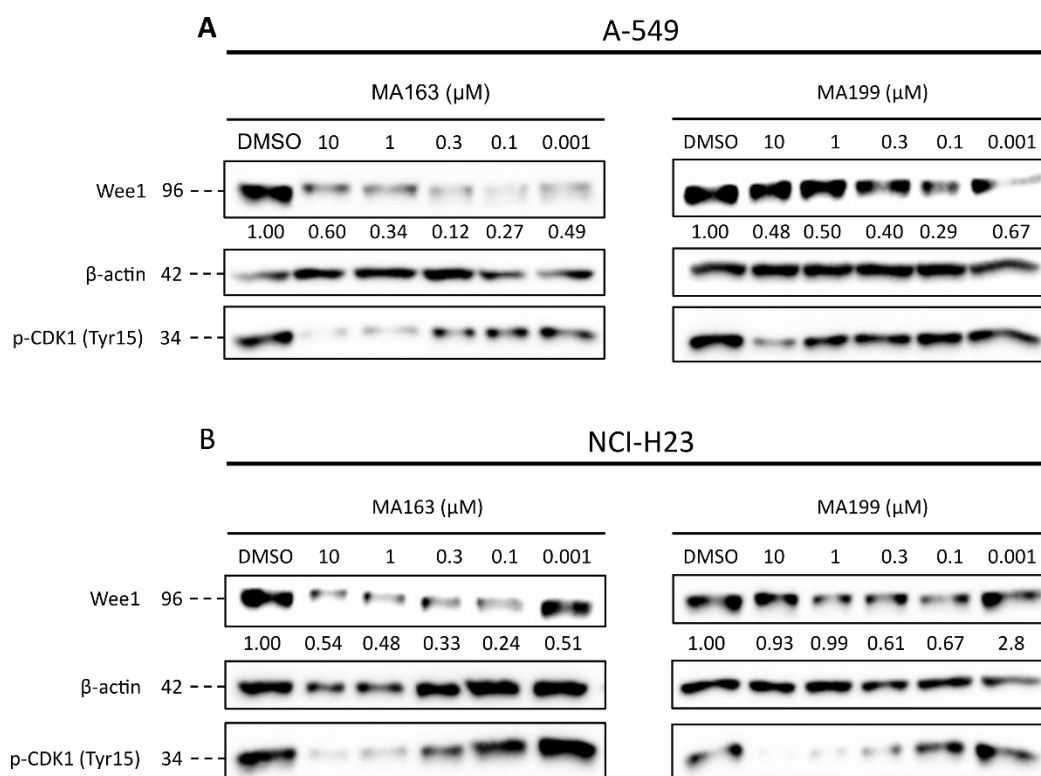 A A-549
MA163 (µM) MA199 (µM)
DMSO 10 1 0.3 0.1 0.001 DMSO 10 1 0.3 0.1 0.001
Wee1 96
1.00 0.60 0.34 0.12 0.27 0.49 1.00 0.48 0.50 0.40 0.29 0.67
β-actin 42
p-CDK1 (Tyr15) 34
B NCI-H23
MA163 (µM) MA199 (µM)
DMSO 10 1 0.3 0.1 0.001 DMSO 10 1 0.3 0.1 0.001
Wee1 96
1.00 0.54 0.48 0.33 0.24 0.51 1.00 0.93 0.99 0.61 0.67 2.8
β-actin 42
p-CDK1 (Tyr15) 34